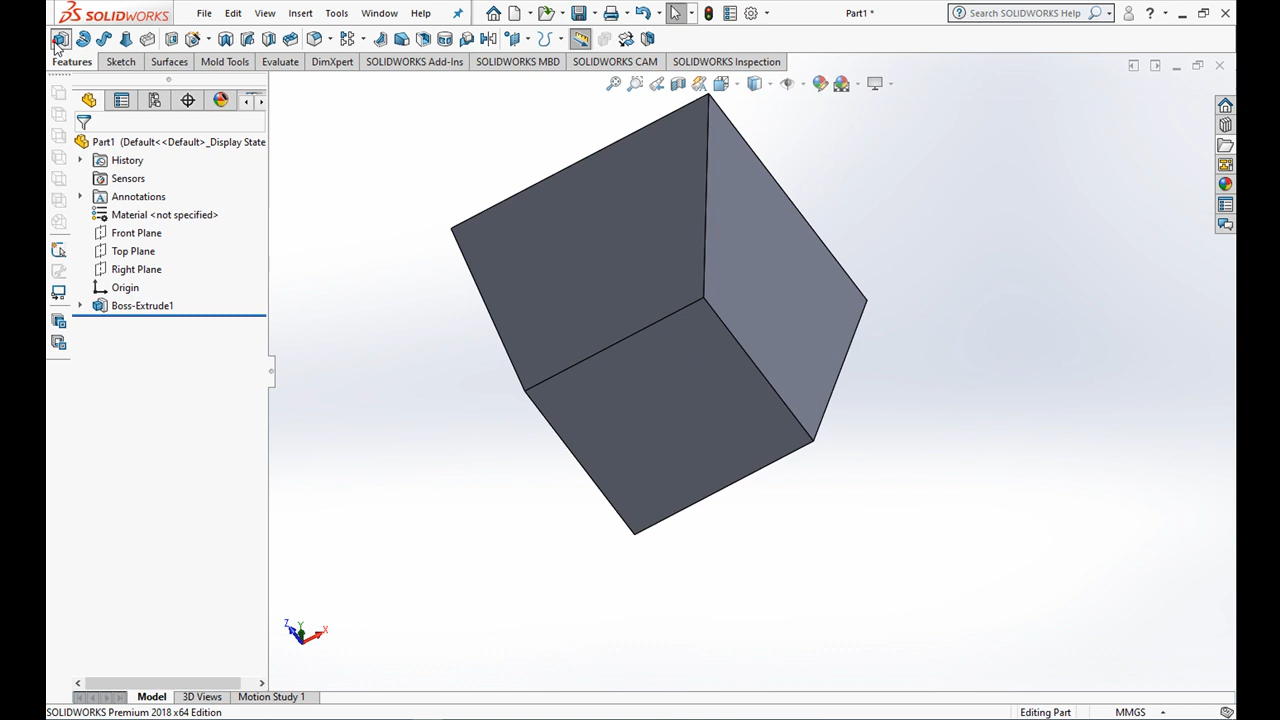 SOLIDWORKS File Edit View Insert Tools Window Help Part1 * Search SOLIDWORKS Help ?
Features Sketch Surfaces Mold Tools Evaluate DimXpert SOLIDWORKS Add-Ins SOLIDWORKS MBD SOLIDWORKS CAM SOLIDWORKS Inspection
Part1 (Default<<Default>_Display State
History
Sensors
Annotations
Material <not specified>
Front Plane
Top Plane
Right Plane
Origin
Boss-Extrude1
Z Y X
Model 3D Views Motion Study 1
SOLIDWORKS Premium 2018 x64 Edition Editing Part MMGS